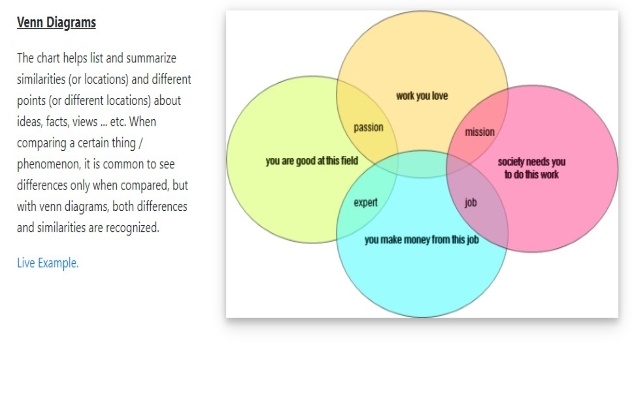 Venn Diagrams
The chart helps list and summarize
similarities (or locations) and different
points (or different locations) about
ideas, facts, views ... etc. When
comparing a certain thing /
phenomenon, it is common to see
differences only when compared, but
with venn diagrams, both differences
and similarities are recognized.
Live Example.
work you love
passion
mission
you are good at this field
society needs you
to do this work
expert
job
you make money from this job